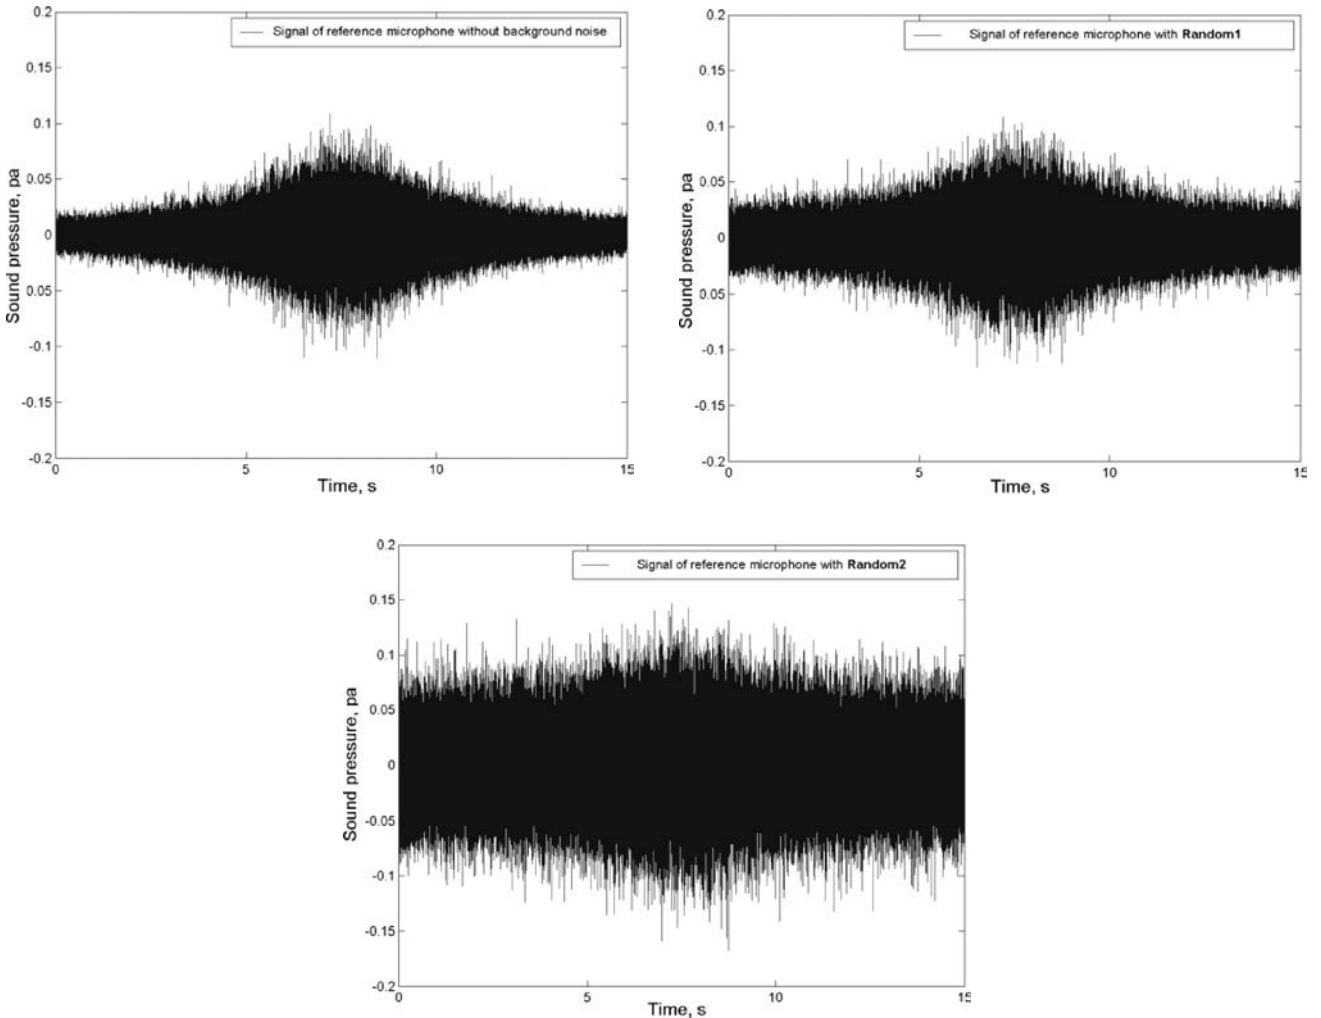 0.2
Signal of reference microphone without background noise
0.15
0.1
0.05
0
0.05
-0.1
-0.15
-0.2
Sound pressure, pa
0 5 10 15
Time, s
0.2
Signal of reference microphone with Random1
0.15
0.1
0.05
0
0.05
-0.1
-0.15
-0.2
Sound pressure, pa
0 5 10 15
Time, s
0.2
Signal of reference microphone with Random2
0.15
0.1
0.05
0
-0.05
-0.1
-0.15
-0.2
Sound pressure, pa
0 5 10 15
Time, s